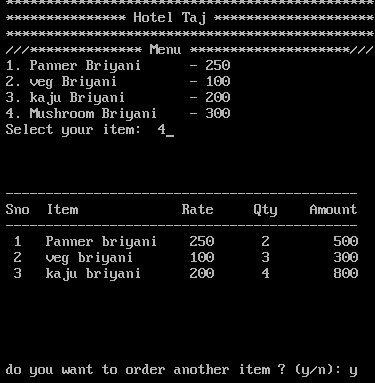 *********************************************
*************** Hotel Taj *****************
*********************************************
///************** Menu ********************///
1. Panner Briyani - 250
2. veg Briyani - 100
3. kaju Briyani - 200
4. Mushroom Briyani - 300
Select your item: 4_
---------------------------------------------
Sno Item Rate Qty Amount
---------------------------------------------
1 Panner briyani 250 2 500
2 veg briyani 100 3 300
3 kaju briyani 200 4 800
do you want to order another item ? (y/n): y